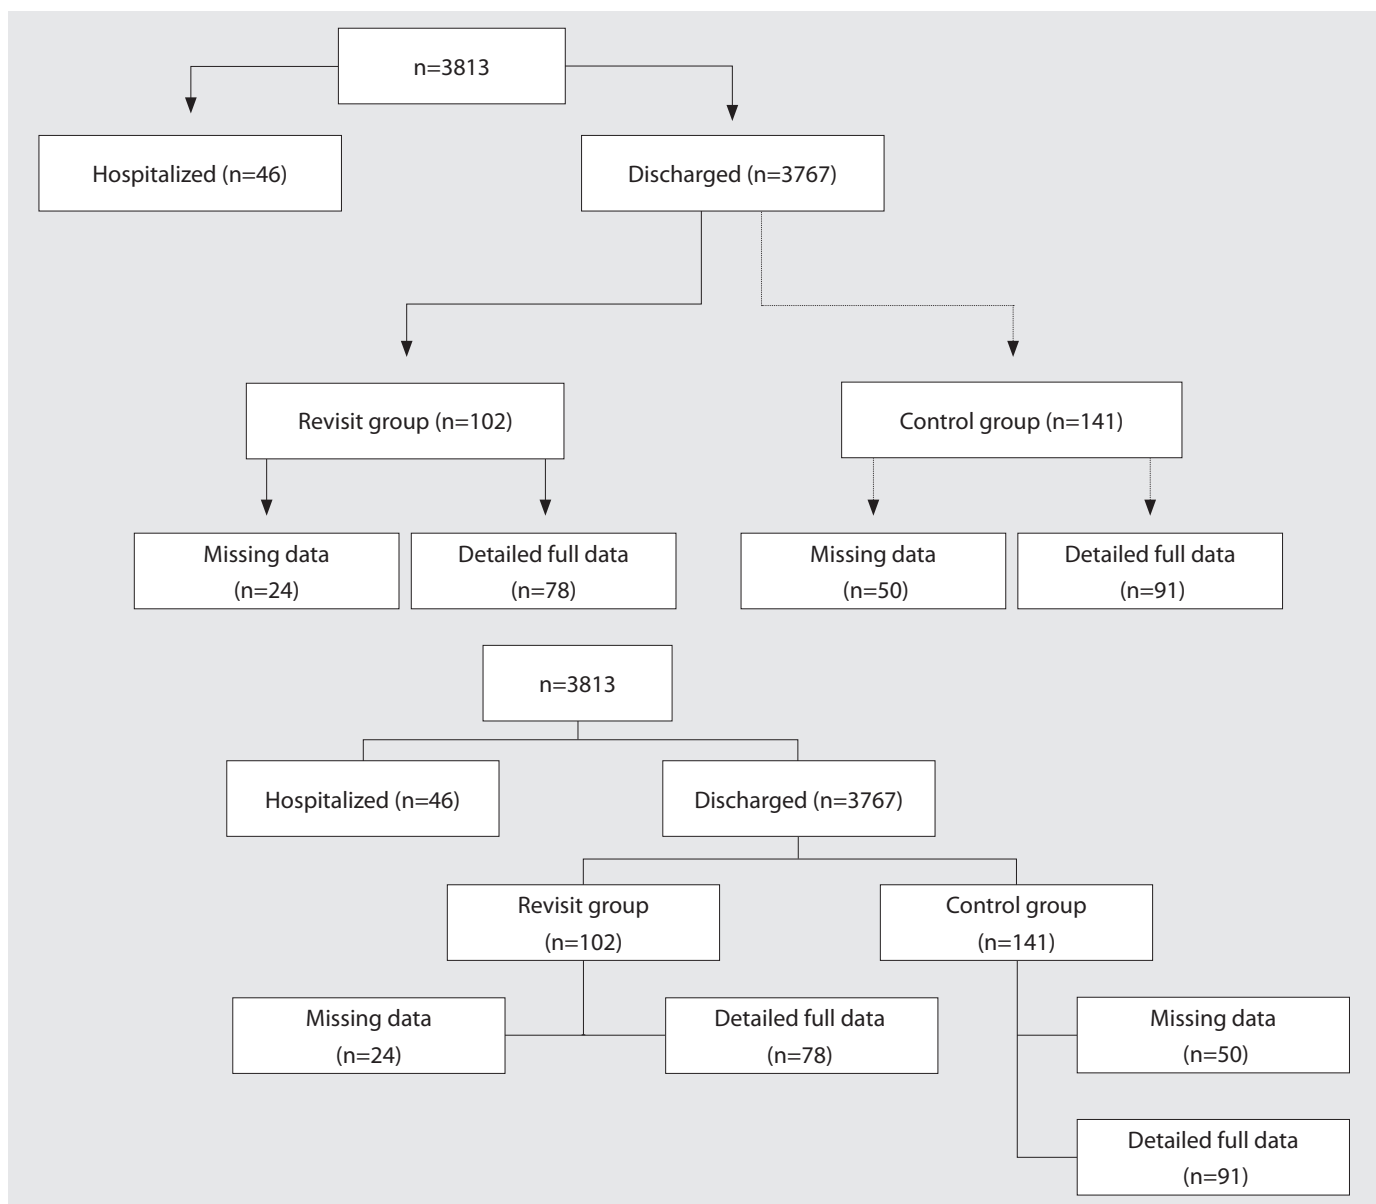 n=3813
Hospitalized (n=46)
Discharged (n=3767)
Revisit group (n=102)
Control group (n=141)
Missing data
(n=24)
Detailed full data
(n=78)
Missing data
(n=50)
Detailed full data
(n=91)
n=3813
Hospitalized (n=46)
Discharged (n=3767)
Revisit group
(n=102)
Control group
(n=141)
Missing data
(n=24)
Detailed full data
(n=78)
Missing data
(n=50)
Detailed full data
(n=91)